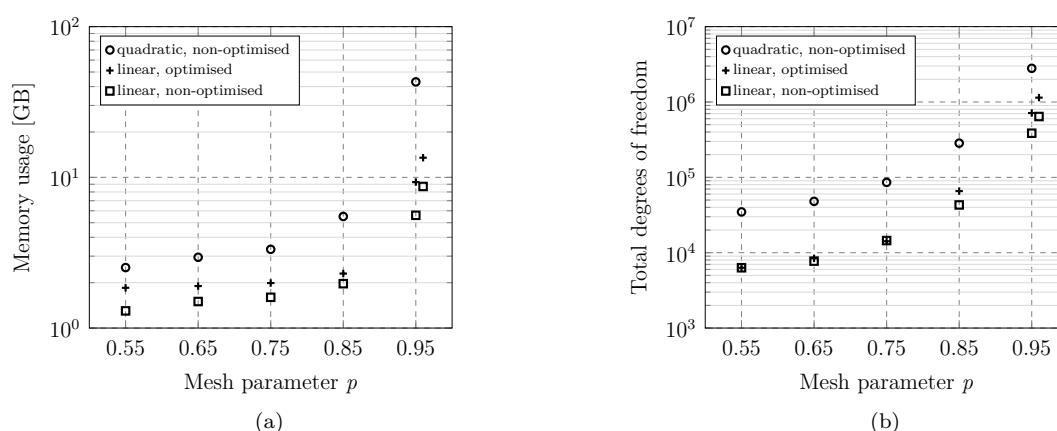 10²
10¹
10⁰
Memory usage [GB]
quadratic, non-optimised
linear, optimised
linear, non-optimised
0.55 0.65 0.75 0.85 0.95
Mesh parameter p
(a)
10⁷
10⁶
10⁵
10⁴
10³
Total degrees of freedom
quadratic, non-optimised
linear, optimised
linear, non-optimised
0.55 0.65 0.75 0.85 0.95
Mesh parameter p
(b)